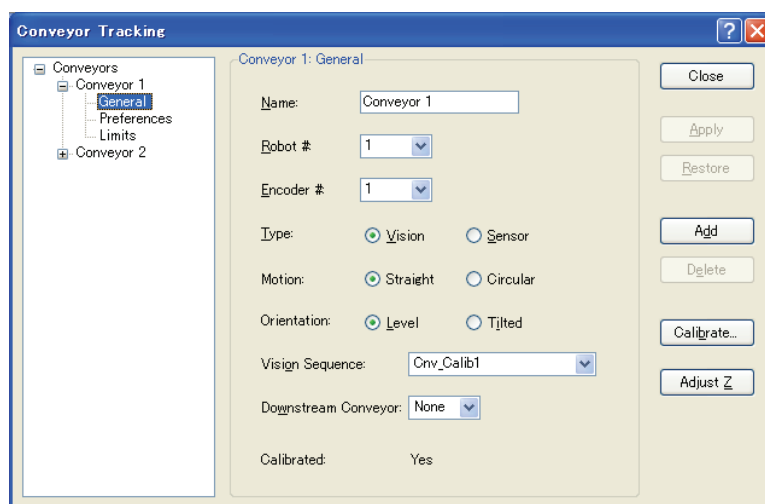 Conveyor Tracking
Conveyors
Conveyor 1
General
Preferences
Limits
Conveyor 2
Conveyor 1: General
Name: Conveyor 1
Robot # 1
Encoder # 1
Type: Vision Sensor
Motion: Straight Circular
Orientation: Level Tilted
Vision Sequence: Cnv_Calib1
Downstream Conveyor: None
Calibrated: Yes
Close
Apply
Restore
Add
Delete
Calibrate...
Adjust Z